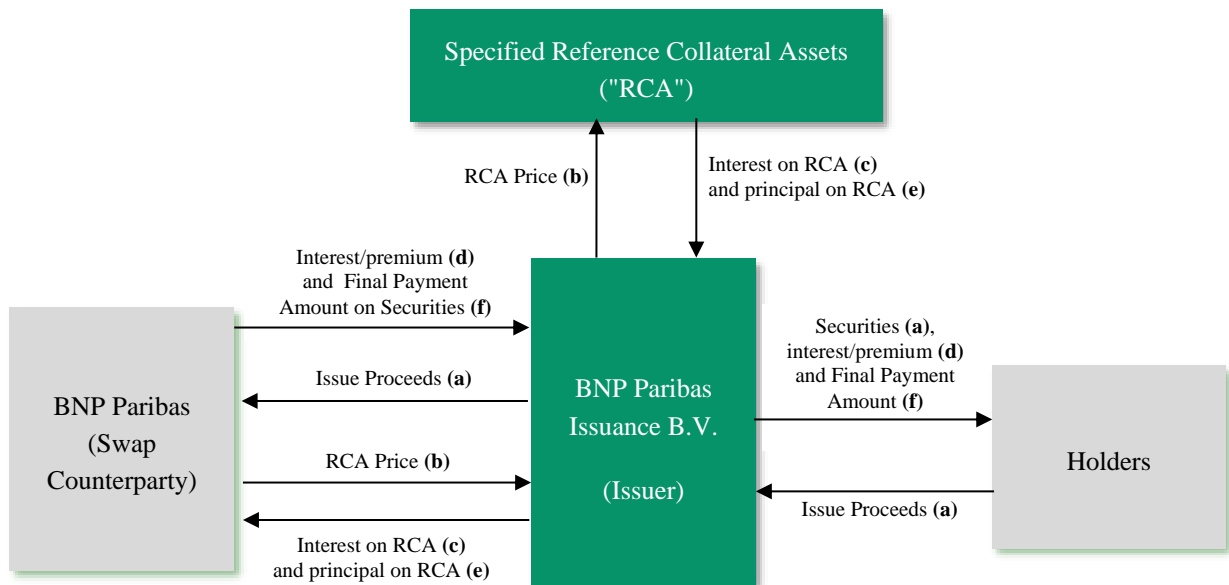 Specified Reference Collateral Assets
("RCA")
RCA Price (b)
Interest on RCA (c)
and principal on RCA (e)
Interest/premium (d)
and Final Payment
Amount on Securities (f)
Issue Proceeds (a)
RCA Price (b)
Interest on RCA (c)
and principal on RCA (e)
BNP Paribas
(Swap
Counterparty)
BNP Paribas
Issuance B.V.
(Issuer)
Securities (a),
interest/premium (d)
and Final Payment
Amount (f)
Issue Proceeds (a)
Holders